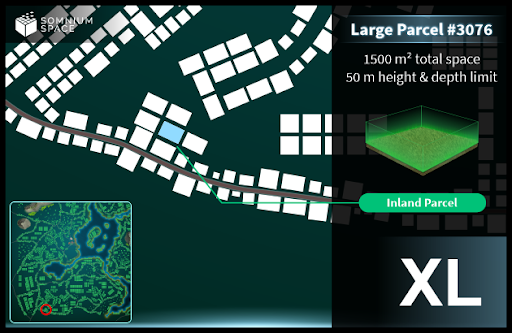 SOMNIUM
SPACE
Large Parcel #3076
1500 m² total space
50 m height & depth limit
Inland Parcel
XL